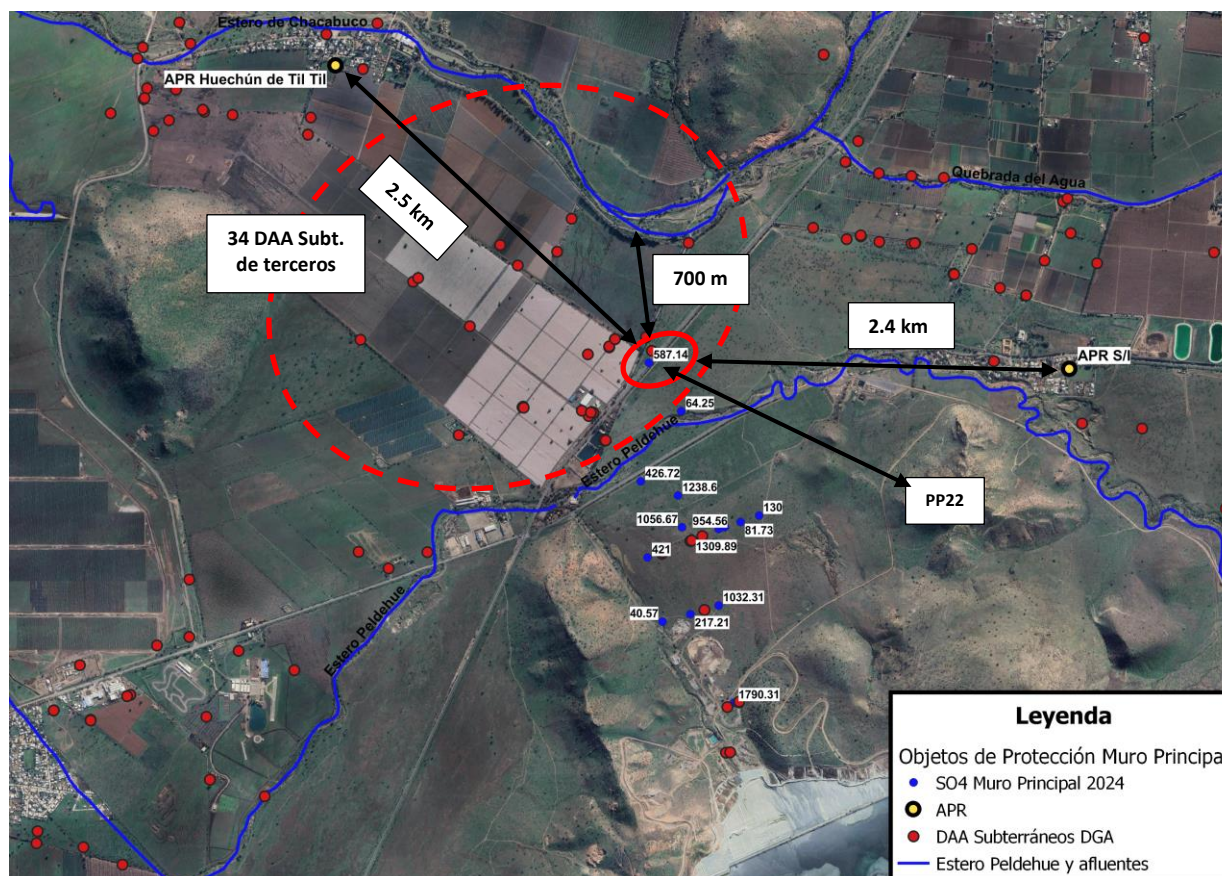 Estero de Chacabuco
APR Huechún de Til Til
Quebrada del Agua
2.5 km
34 DAA Subt.
de terceros
700 m
2.4 km
587.14
APR S/I
64.25
Estero Peldehue
PP22
426.72
1238.6
130
1056.67
954.56
81.73
1309.89
421
1032.31
40.57
217.21
Estero Peldehue
1790.31
Leyenda
Objetos de Protección Muro Principa
SO4 Muro Principal 2024
APR
DAA Subterráneos DGA
Estero Peldehue y afluentes